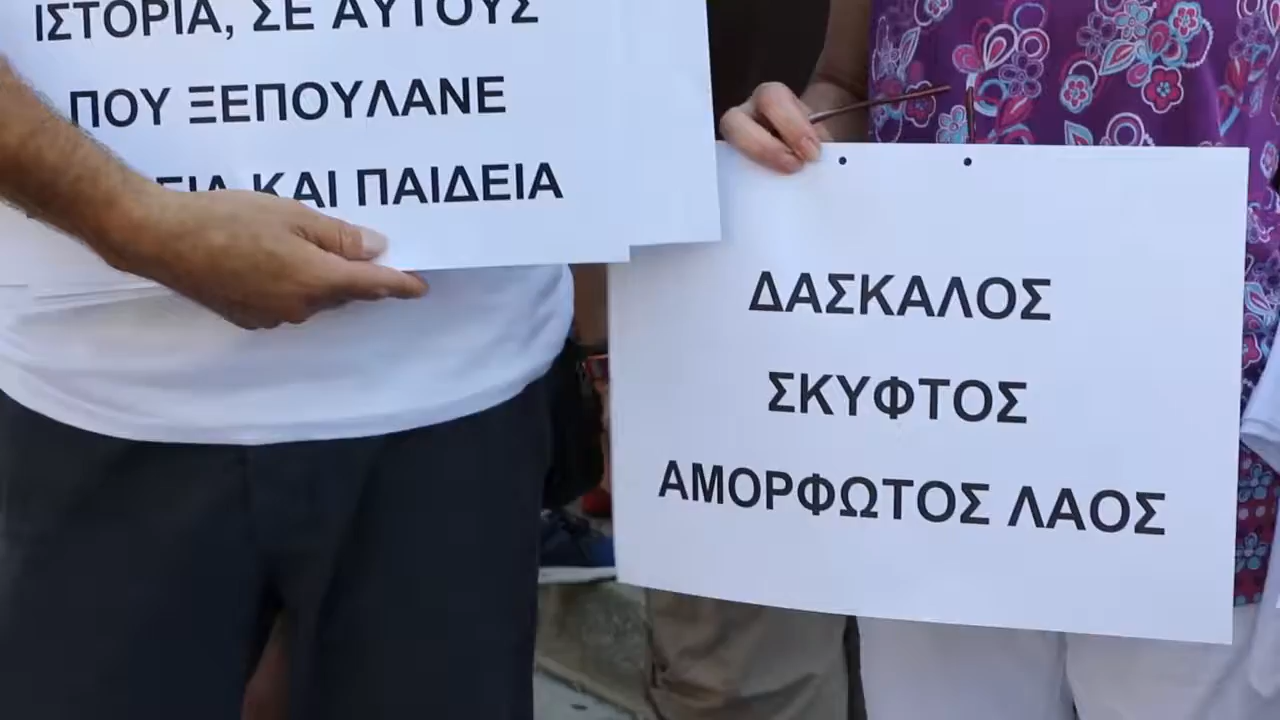 ΙΣΤΟΡΙΑ, ΣΕ ΑΥΤΟΥΣ
ΠΟΥ ΞΕΠΟΥΛΑΝΕ
ΚΑΙ ΠΑΙΔΕΙΑ
ΔΑΣΚΑΛΟΣ
ΣΚΥΦΤΟΣ
ΑΜΟΡΦΩΤΟΣ ΛΑΟΣ